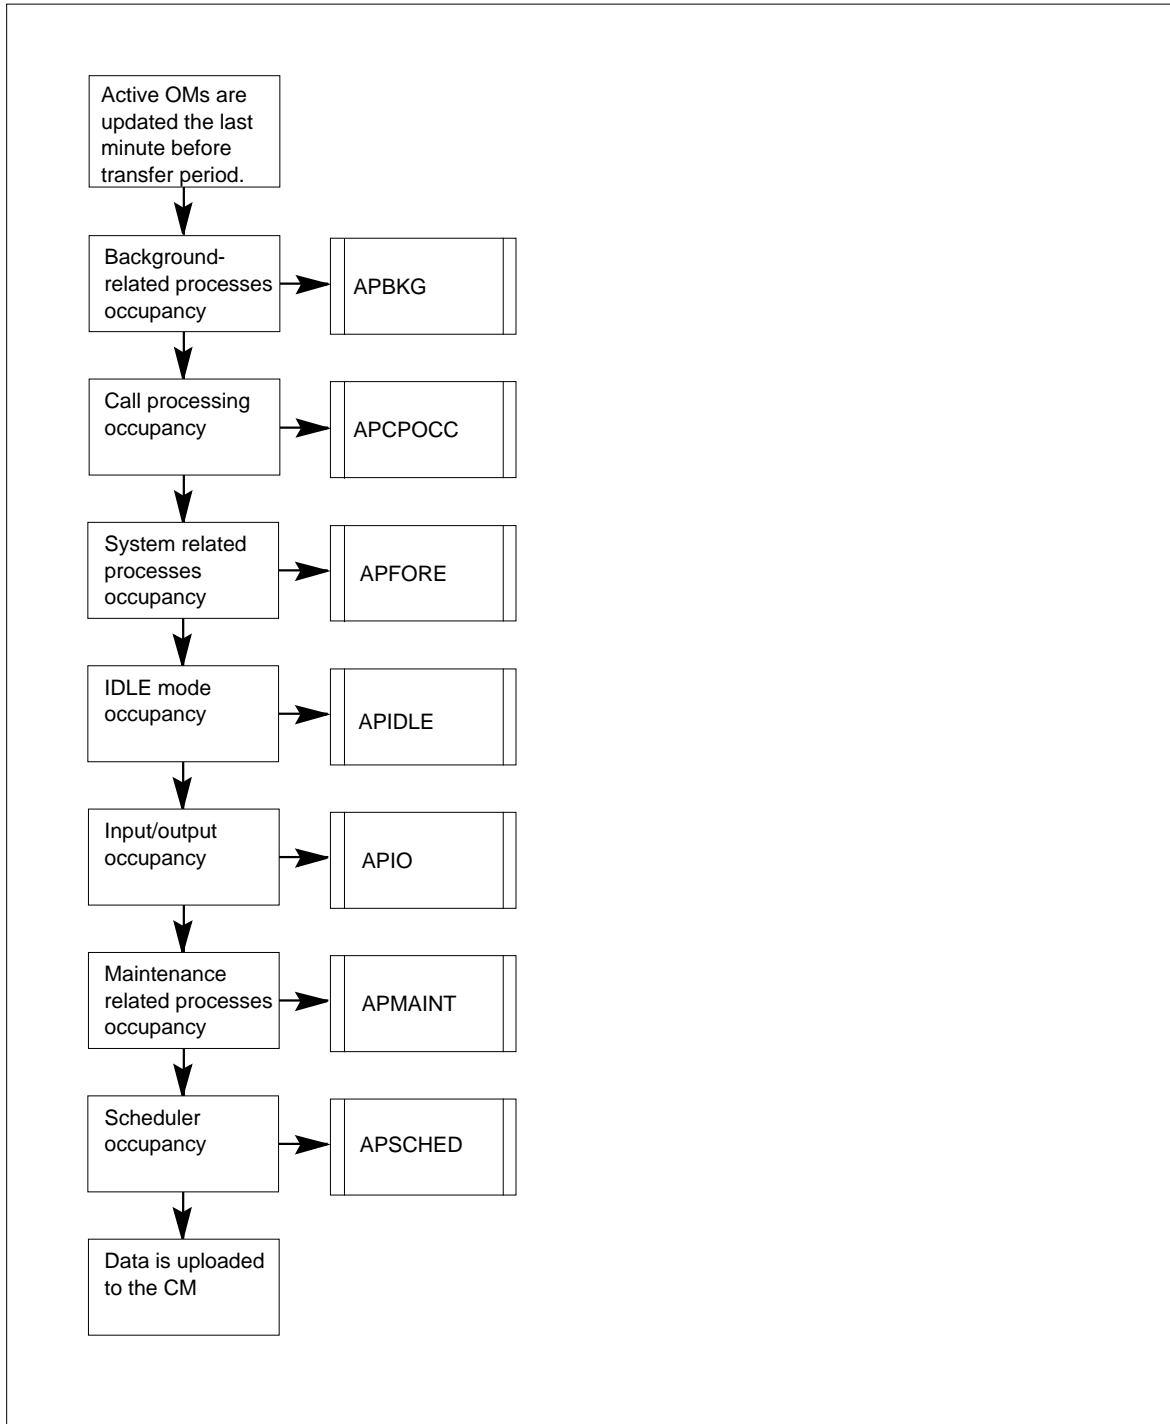 Active OMs are
updated the last
minute before
transfer period.
Background-
related processes
occupancy
APBKG
Call processing
occupancy
APCPOCC
System related
processes
occupancy
APFORE
IDLE mode
occupancy
APIDLE
Input/output
occupancy
APIO
Maintenance
related processes
occupancy
APMAINT
Scheduler
occupancy
APSCHED
Data is uploaded
to the CM